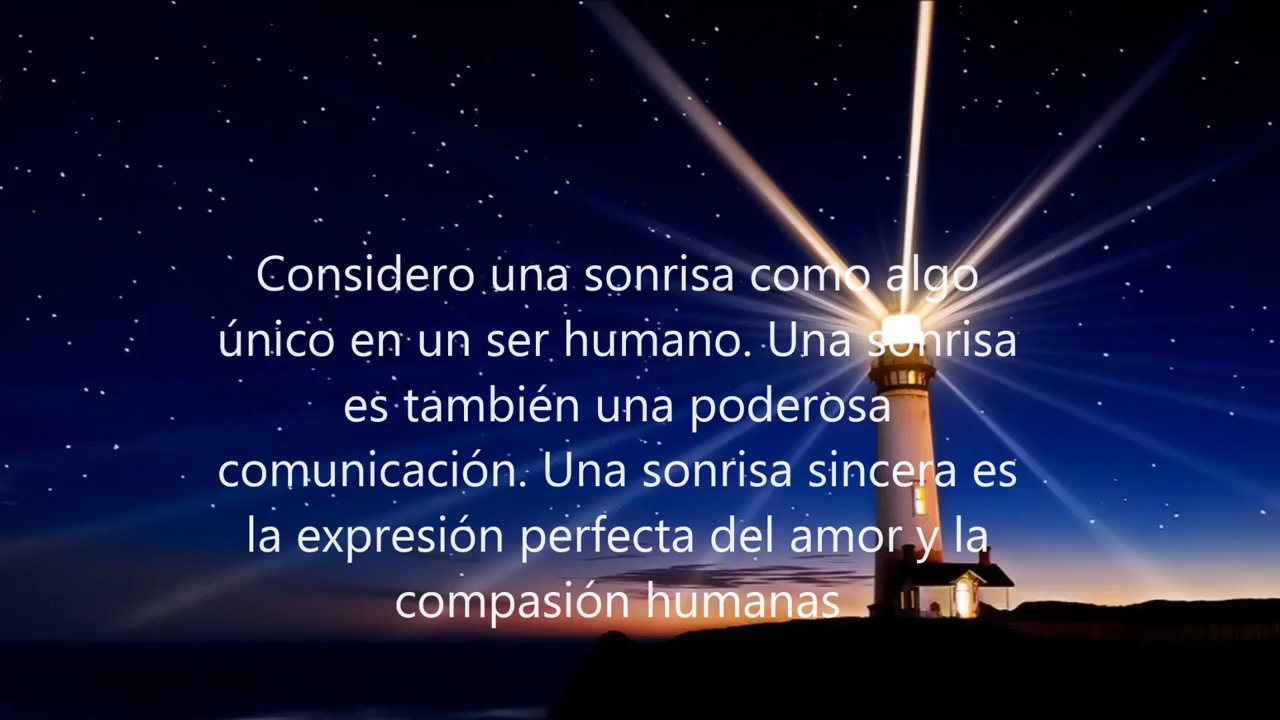 Considero una sonrisa como algo
único en un ser humano. Una sonrisa
es también una poderosa
comunicación. Una sonrisa sincera es
la expresión perfecta del amor y la
compasión humanas